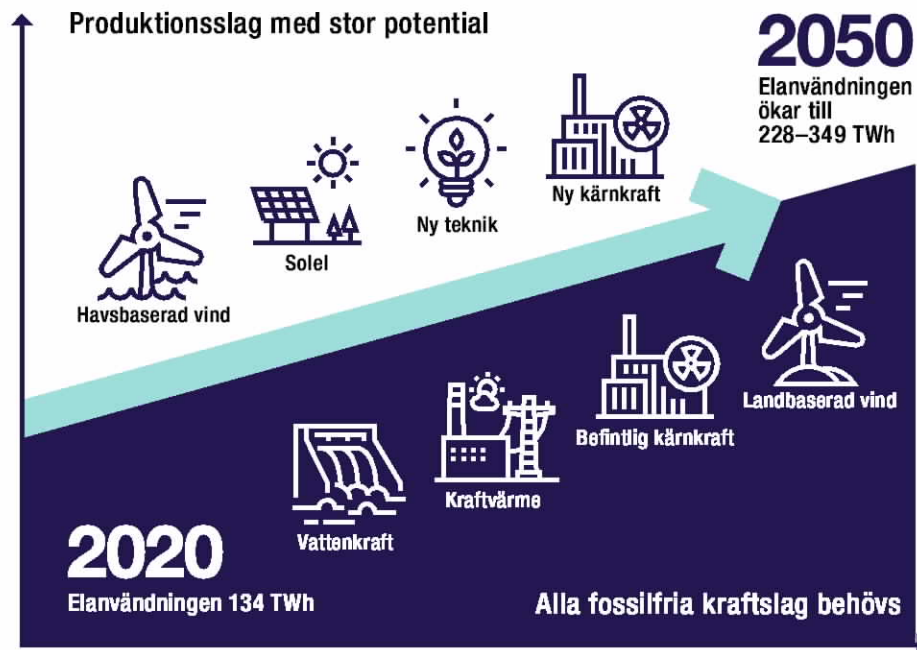 Produktionsslag med stor potential
2050
Elanvändningen
ökar till
228–349 TWh
Ny kärnkraft
Ny teknik
Solel
Havsbaserad vind
Landbaserad vind
Befintlig kärnkraft
Kraftvärme
Vattenkraft
2020
Elanvändningen 134 TWh
Alla fossilfria kraftslag behövs